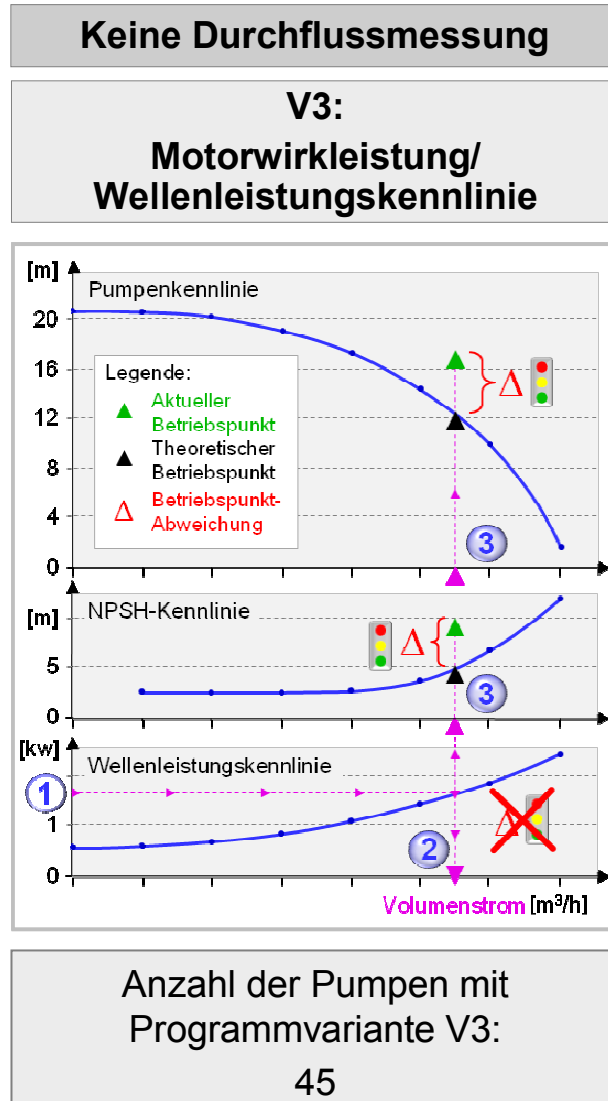 Keine Durchflussmessung
V3:
Motorwirkleistung/
Wellenleistungskennlinie
[m]
Pumpenkennlinie
20
16
12
8
4
0
Legende:
Aktueller
Betriebspunkt
Theoretischer
Betriebspunkt
Δ Betriebspunkt-
Abweichung
Δ
3
[m]
NPSH-Kennlinie
5
0
Δ
3
[kw]
Wellenleistungskennlinie
1
1
0
2
Δ
Volumenstrom [m³/h]
Anzahl der Pumpen mit
Programmvariante V3:
45